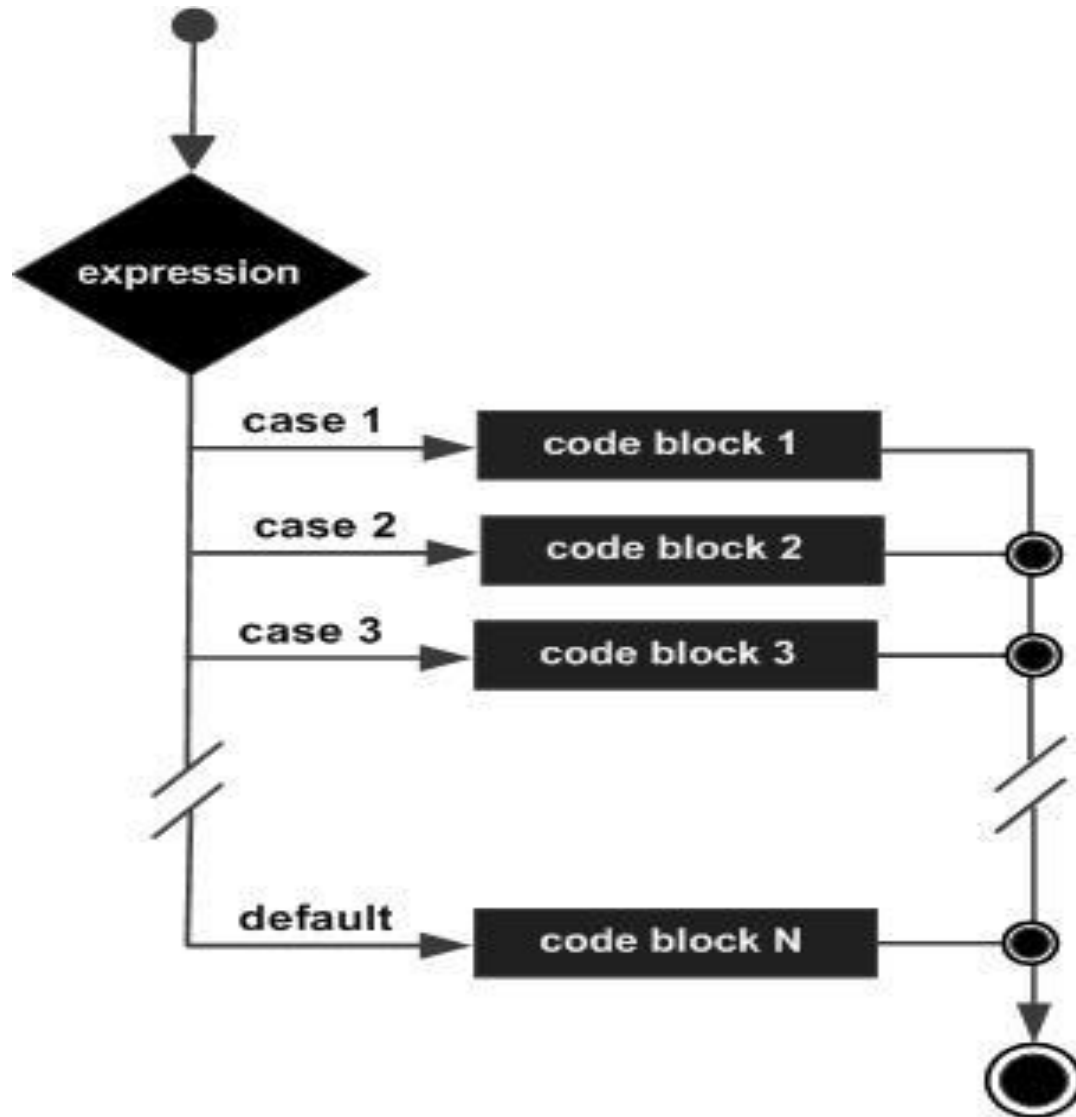 expression
case 1
code block 1
case 2
code block 2
case 3
code block 3
default
code block N